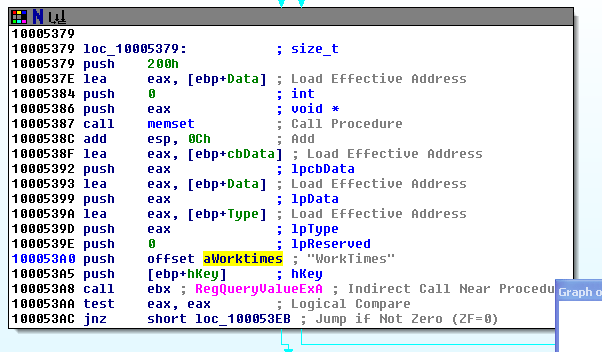 10005379
10005379 loc_10005379: ; size_t
10005379 push 200h
1000537E lea eax, [ebp+Data] ; Load Effective Address
10005384 push 0 ; int
10005386 push eax ; void *
10005387 call memset ; Call Procedure
1000538C add esp, 0Ch ; Add
1000538F lea eax, [ebp+cbData] ; Load Effective Address
10005392 push eax ; lpcbData
10005393 lea eax, [ebp+Data] ; Load Effective Address
10005399 push eax ; lpData
1000539A lea eax, [ebp+Type] ; Load Effective Address
1000539D push eax ; lpType
1000539E push 0 ; lpReserved
100053A0 push offset aWorktimes ; "WorkTimes"
100053A5 push [ebp+hKey] ; hKey
100053A8 call ebx ; RegQueryValueExA ; Indirect Call Near Procedu
100053AA test eax, eax ; Logical Compare
100053AC jnz short loc_100053EB ; Jump if Not Zero (ZF=0)
Graph o